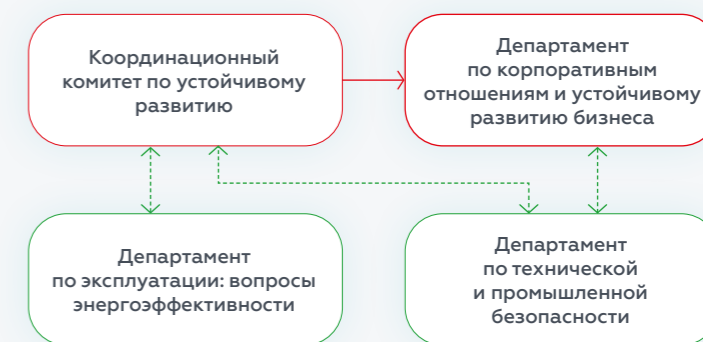 Координационный
комитет по устойчивому
развитию
Департамент
по корпоративным
отношениям и устойчивому
развитию бизнеса
Департамент
по эксплуатации: вопросы
энергоэффективности
Департамент
по технической
и промышленной
безопасности